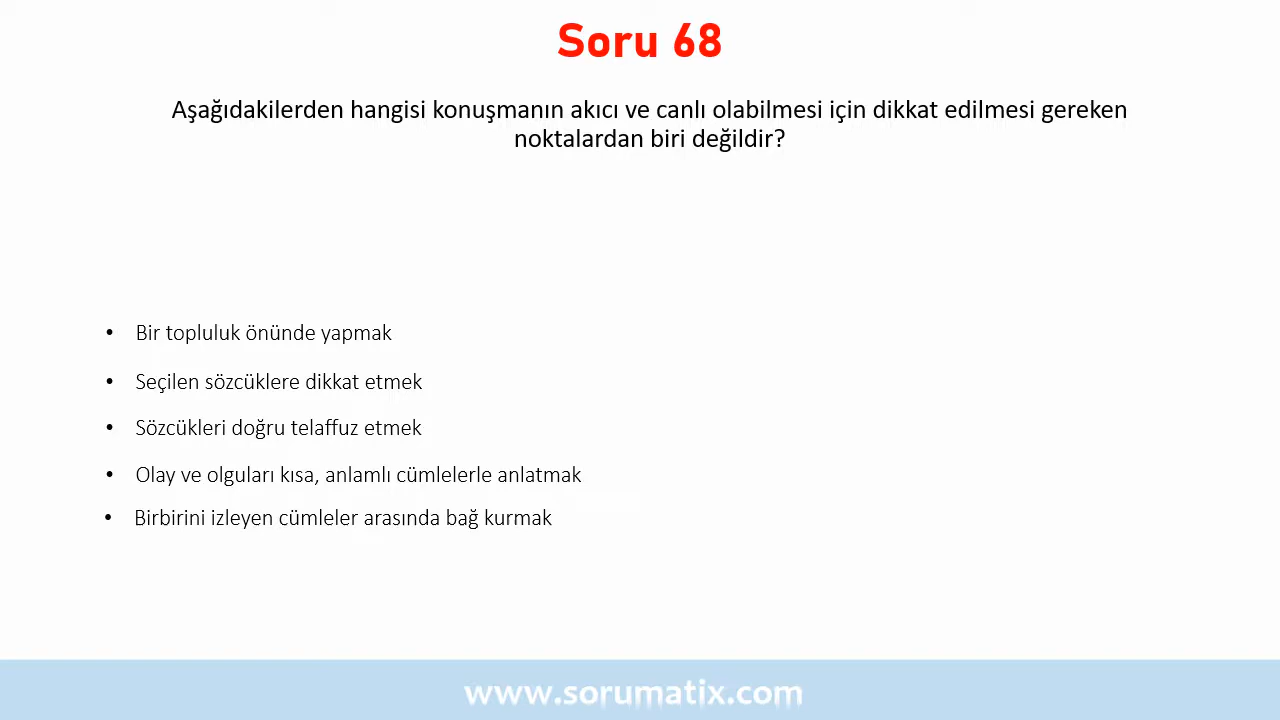 Soru 68
Aşağıdakilerden hangisi konuşmanın akıcı ve canlı olabilmesi için dikkat edilmesi gereken
noktalardan biri değildir?
• Bir topluluk önünde yapmak
• Seçilen sözcüklere dikkat etmek
• Sözcükleri doğru telaffuz etmek
• Olay ve olguları kısa, anlamlı cümlelerle anlatmak
• Birbirini izleyen cümleler arasında bağ kurmak
www.sorumatix.com